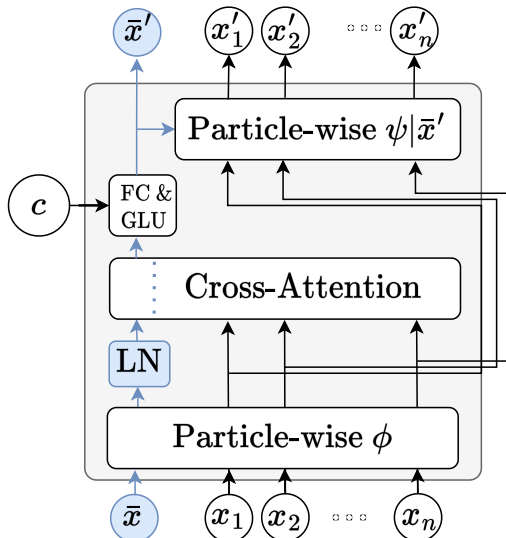 x̄′ x′₁ x′₂ ∘∘∘ ∘∘∘ x′ₙ
Particle-wise ψ|x̄′
c
FC &
GLU
Cross-Attention
LN
Particle-wise ϕ
x̄ x₁ x₂ ∘∘∘ xₙ